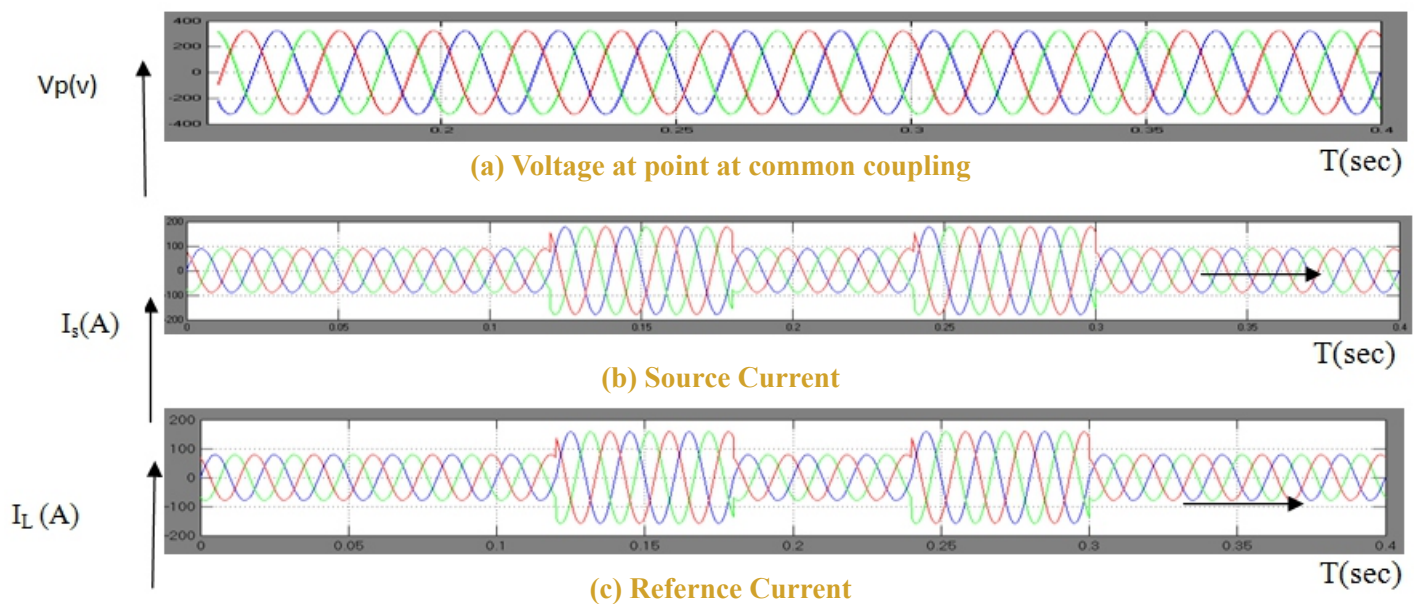 400
200
Vp(v)
0
-200
-400
0.2 0.25 0.3 0.35 0.4
(a) Voltage at point at common coupling
T(sec)
200
100
0
-100
Is(A)
-200
0 0.05 0.1 0.15 0.2 0.25 0.3 0.35 0.4
T(sec)
(b) Source Current
200
100
0
-100
IL (A)
-200
0 0.05 0.1 0.15 0.2 0.25 0.3 0.35 0.4
T(sec)
(c) Refernce Current